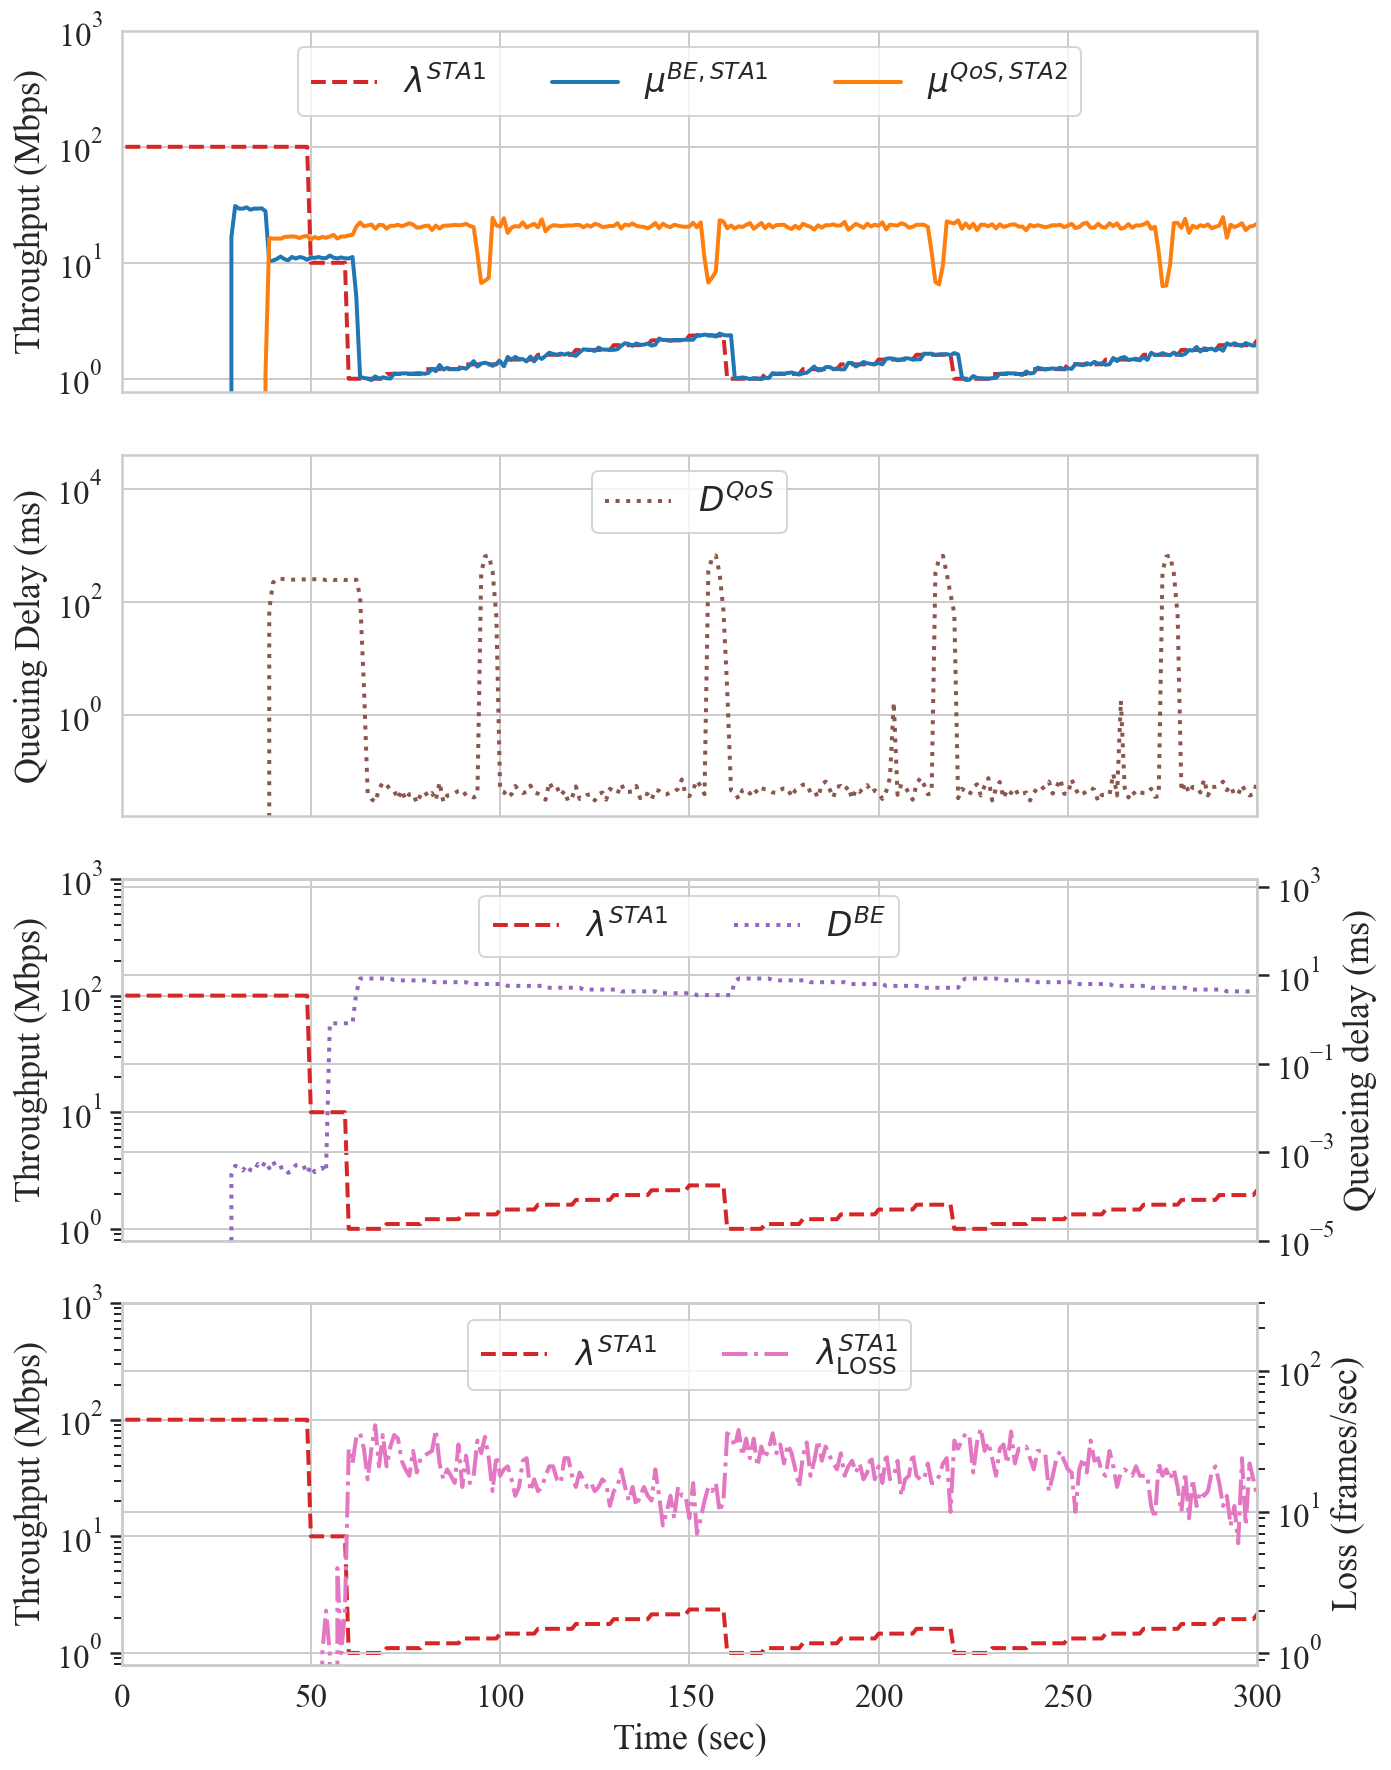 Throughput (Mbps)
10^3
10^2
10^1
10^0
λ^{STA1} μ^{BE,STA1} μ^{QoS,STA2}
Queuing Delay (ms)
10^4
10^2
10^0
D^{QoS}
Throughput (Mbps)
10^3
10^2
10^1
10^0
λ^{STA1} D^{BE}
10^3
10^1
10^{−1}
10^{−3}
10^{−5}
Queueing delay (ms)
Throughput (Mbps)
10^3
10^2
10^1
10^0
λ^{STA1} λ^{STA1}_{LOSS}
10^2
10^1
10^0
Loss (frames/sec)
0 50 100 150 200 250 300
Time (sec)